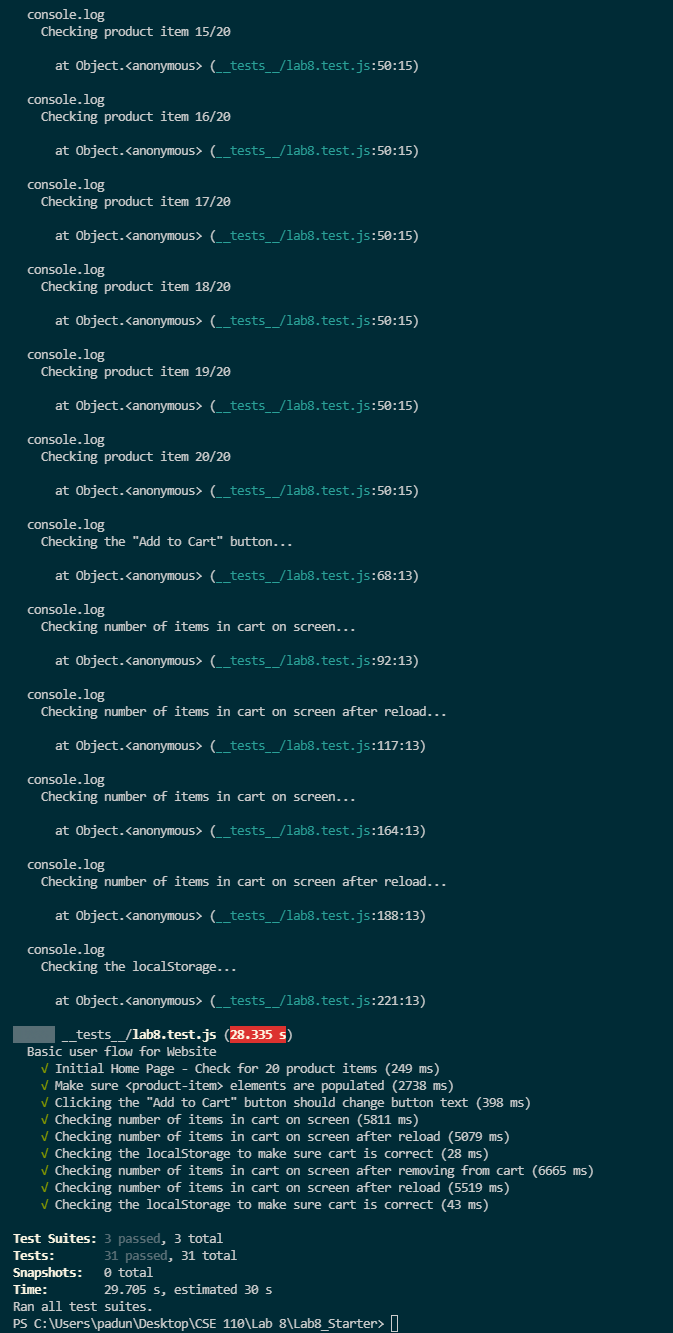 console.log
Checking product item 15/20
at Object.<anonymous> (__tests__/lab8.test.js:50:15)
console.log
Checking product item 16/20
at Object.<anonymous> (__tests__/lab8.test.js:50:15)
console.log
Checking product item 17/20
at Object.<anonymous> (__tests__/lab8.test.js:50:15)
console.log
Checking product item 18/20
at Object.<anonymous> (__tests__/lab8.test.js:50:15)
console.log
Checking product item 19/20
at Object.<anonymous> (__tests__/lab8.test.js:50:15)
console.log
Checking product item 20/20
at Object.<anonymous> (__tests__/lab8.test.js:50:15)
console.log
Checking the "Add to Cart" button...
at Object.<anonymous> (__tests__/lab8.test.js:68:13)
console.log
Checking number of items in cart on screen...
at Object.<anonymous> (__tests__/lab8.test.js:92:13)
console.log
Checking number of items in cart on screen after reload...
at Object.<anonymous> (__tests__/lab8.test.js:117:13)
console.log
Checking number of items in cart on screen...
at Object.<anonymous> (__tests__/lab8.test.js:164:13)
console.log
Checking number of items in cart on screen after reload...
at Object.<anonymous> (__tests__/lab8.test.js:188:13)
console.log
Checking the localStorage...
at Object.<anonymous> (__tests__/lab8.test.js:221:13)
__tests__/lab8.test.js (28.335 s)
Basic user flow for Website
√ Initial Home Page - Check for 20 product items (249 ms)
√ Make sure <product-item> elements are populated (2738 ms)
√ Clicking the "Add to Cart" button should change button text (398 ms)
√ Checking number of items in cart on screen (5811 ms)
√ Checking number of items in cart on screen after reload (5079 ms)
√ Checking the localStorage to make sure cart is correct (28 ms)
√ Checking number of items in cart on screen after removing from cart (6665 ms)
√ Checking number of items in cart on screen after reload (5519 ms)
√ Checking the localStorage to make sure cart is correct (43 ms)
Test Suites: 3 passed, 3 total
Tests: 31 passed, 31 total
Snapshots: 0 total
Time: 29.705 s, estimated 30 s
Ran all test suites.
PS C:\Users\padun\Desktop\CSE 110\Lab 8\Lab8_Starter>